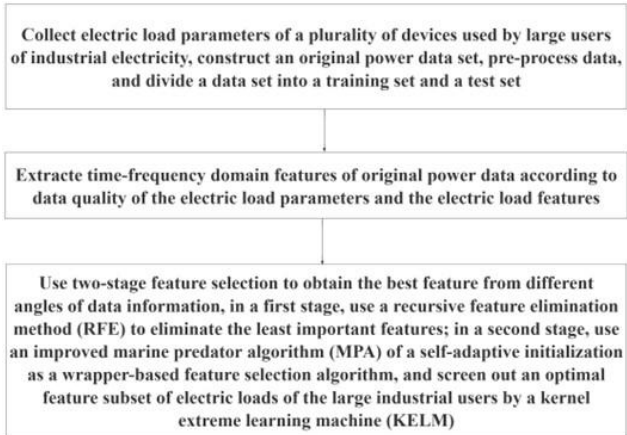 Collect electric load parameters of a plurality of devices used by large users
of industrial electricity, construct an original power data set, pre-process data,
and divide a data set into a training set and a test set
Extracte time-frequency domain features of original power data according to
data quality of the electric load parameters and the electric load features
Use two-stage feature selection to obtain the best feature from different
angles of data information, in a first stage, use a recursive feature elimination
method (RFE) to eliminate the least important features; in a second stage, use
an improved marine predator algorithm (MPA) of a self-adaptive initialization
as a wrapper-based feature selection algorithm, and screen out an optimal
feature subset of electric loads of the large industrial users by a kernel
extreme learning machine (KELM)